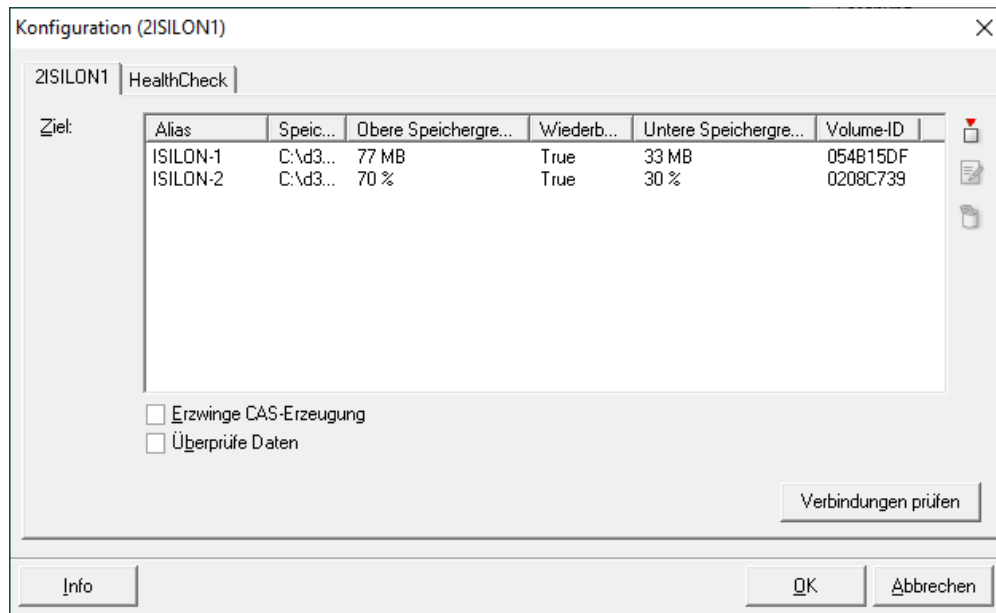 Konfiguration (2ISILON1)
2ISILON1 HealthCheck
Ziel:
Alias Speic... Obere Speichergre... Wiederb... Untere Speichergre... Volume-ID
ISILON-1 C:\d3... 77 MB True 33 MB 054B15DF
ISILON-2 C:\d3... 70 % True 30 % 0208C739
Erzwinge CAS-Erzeugung
Überprüfe Daten
Verbindungen prüfen
Info OK Abbrechen